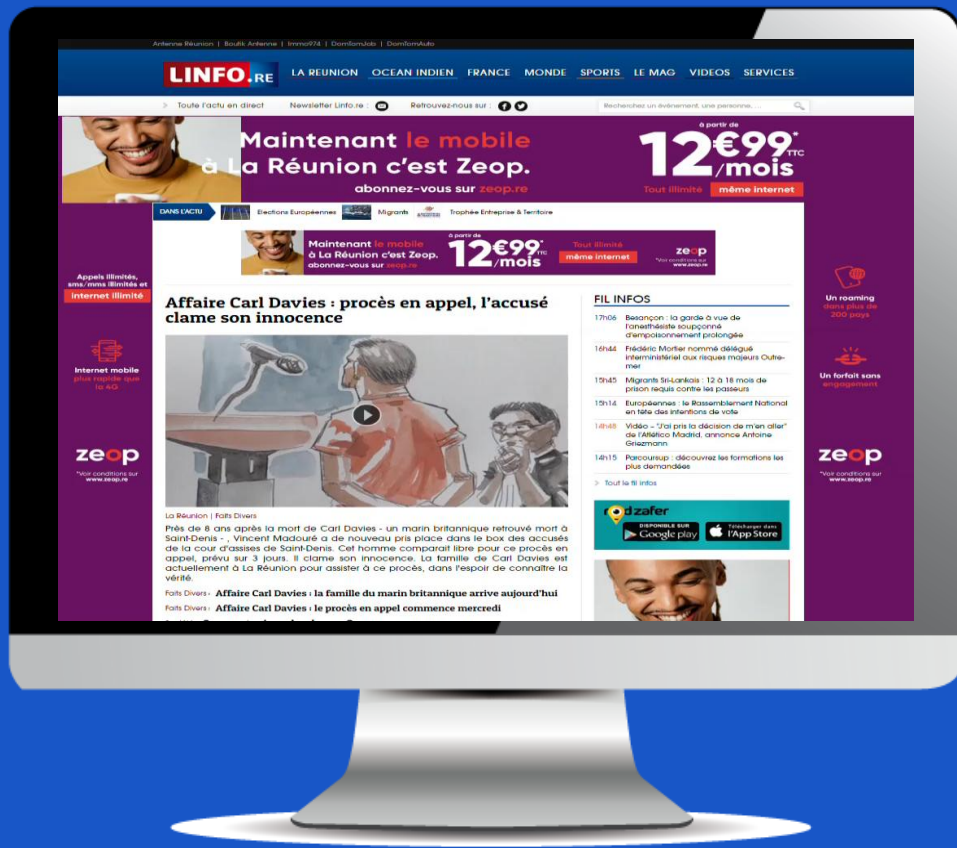 Antenne Réunion | Boutik Antenne | Immo974 | DomTomJob | DomTomAuto
LINFO.RE
LA REUNION OCEAN INDIEN FRANCE MONDE SPORTS LE MAG VIDEOS SERVICES
> Toute l'actu en direct Newsletter Linfo.re : Retrouvez-nous sur :
Recherchez un événement, une personne, ...
Maintenant le mobile
à La Réunion c'est Zeop.
abonnez-vous sur zeop.re
à partir de
12€99*
TTC
/mois
Tout illimité même internet
DANS L'ACTU Elections Européennes Migrants Trophée Entreprise & Territoire
Maintenant le mobile
à La Réunion c'est Zeop.
abonnez-vous sur zeop.re
à partir de
12€99*
TTC
/mois
Tout illimité
même internet
zeop
*Voir conditions sur
www.zeop.re
Appels illimités,
sms/mms illimités et
internet illimité
Internet mobile
plus rapide que
la 4G
zeop
*Voir conditions sur
www.zeop.re
Affaire Carl Davies : procès en appel, l'accusé
clame son innocence
La Réunion | Faits Divers
Près de 8 ans après la mort de Carl Davies - un marin britannique retrouvé mort à
Saint-Denis - , Vincent Madouré a de nouveau pris place dans le box des accusés
de la cour d'assises de Saint-Denis. Cet homme comparait libre pour ce procès en
appel, prévu sur 3 jours. Il clame son innocence. La famille de Carl Davies est
actuellement à La Réunion pour assister à ce procès, dans l'espoir de connaître la
vérité.
Faits Divers > Affaire Carl Davies : la famille du marin britannique arrive aujourd'hui
Faits Divers > Affaire Carl Davies : le procès en appel commence mercredi
FIL INFOS
17h06 Besançon : la garde à vue de
l'anesthésiste soupçonné
d'empoisonnement prolongée
16h44 Frédéric Mortier nommé délégué
interministériel aux risques majeurs Outre-
mer
15h45 Migrants Sri-Lankais : 12 à 18 mois de
prison requis contre les passeurs
15h14 Européennes : le Rassemblement National
en tête des intentions de vote
14h48 Vidéo – "J'ai pris la décision de m'en aller"
de l'Atlético Madrid, annonce Antoine
Griezmann
14h15 Parcoursup : découvrez les formations les
plus demandées
> Tout le fil infos
rodzafer
DISPONIBLE SUR
Google play
Télécharger dans
l'App Store
Un roaming
dans plus de
200 pays
Un forfait sans
engagement
zeop
*Voir conditions sur
www.zeop.re